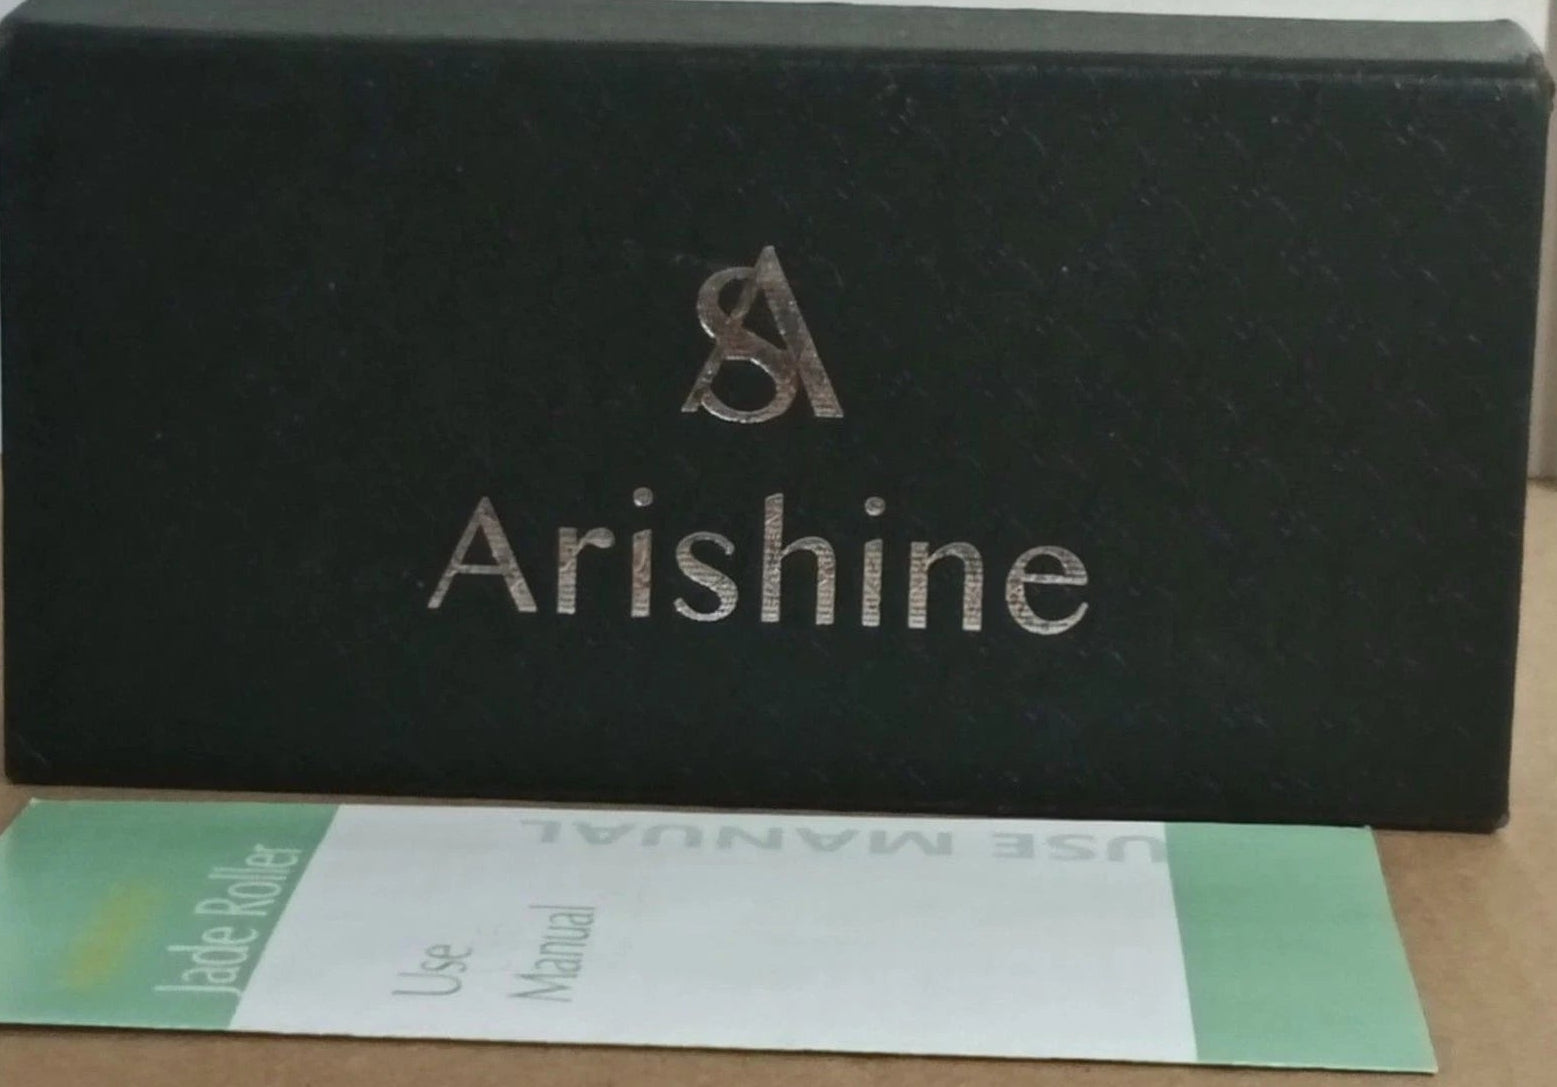 SA
Arishine
USE MANUAL
Jade Roller
Use
Manual